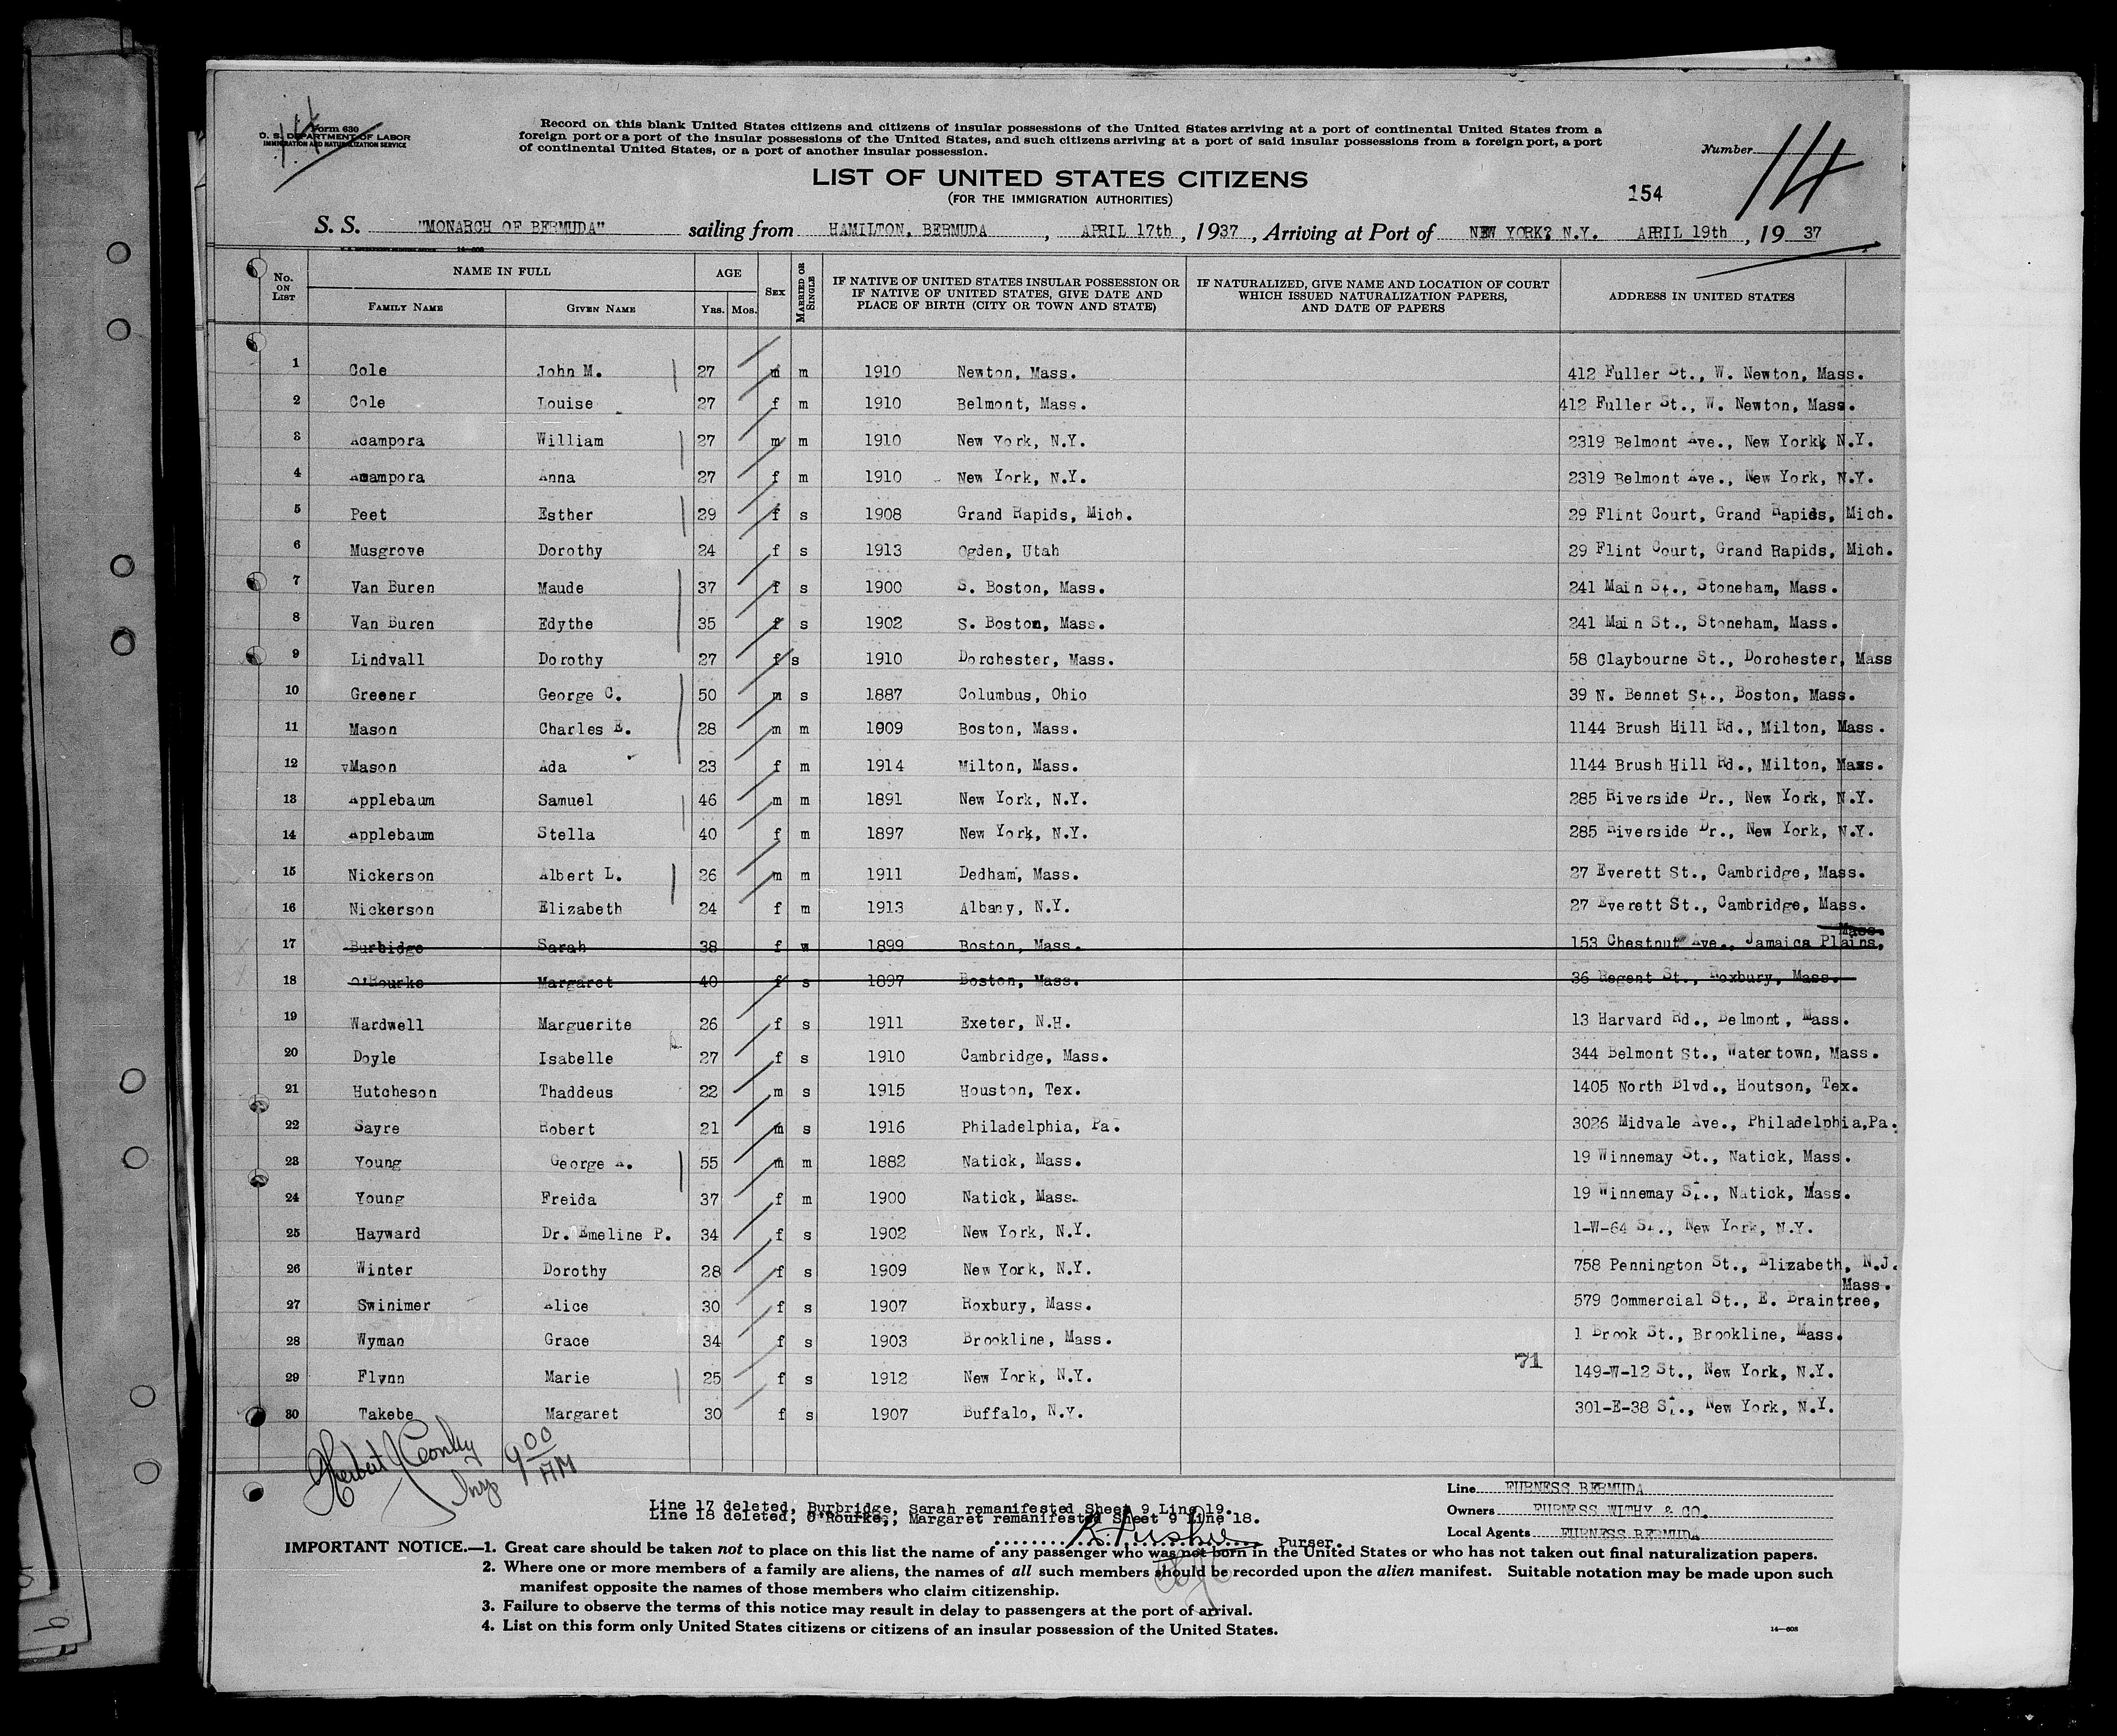 Form 630
U. S. DEPARTMENT OF LABOR
IMMIGRATION AND NATURALIZATION SERVICE
Record on this blank United States citizens and citizens of insular possessions of the United States arriving at a port of continental United States from a
foreign port or a port of the insular possessions of the United States, and such citizens arriving at a port of said insular possessions from a foreign port, a port
of continental United States, or a port of another insular possession.
Number 14
LIST OF UNITED STATES CITIZENS
(FOR THE IMMIGRATION AUTHORITIES)
154
S. S. "MONARCH OF BERMUDA" sailing from HAMILTON, BERMUDA, APRIL 17th, 1937, Arriving at Port of NEW YORK? N.Y. APRIL 19th, 19 37
No. ON LIST NAME IN FULL FAMILY NAME GIVEN NAME AGE YRS. MOS. SEX MARRIED OR SINGLE IF NATIVE OF UNITED STATES INSULAR POSSESSION OR IF NATIVE OF UNITED STATES, GIVE DATE AND PLACE OF BIRTH (CITY OR TOWN AND STATE) IF NATURALIZED, GIVE NAME AND LOCATION OF COURT WHICH ISSUED NATURALIZATION PAPERS, AND DATE OF PAPERS ADDRESS IN UNITED STATES
1 Cole John M. 27 m m 1910 Newton, Mass. 412 Fuller St., W. Newton, Mass.
2 Cole Louise 27 f m 1910 Belmont, Mass. 412 Fuller St., W. Newton, Mass.
3 Acampora William 27 m m 1910 New York, N.Y. 2319 Belmont Ave., New Yorkk N.Y.
4 Acampora Anna 27 f m 1910 New York, N.Y. 2319 Belmont Ave., New York, N.Y.
5 Peet Esther 29 f s 1908 Grand Rapids, Mich. 29 Flint Court, Grand Rapids, Mich.
6 Musgrove Dorothy 24 f s 1913 Ogden, Utah 29 Flint Court, Grand Rapids, Mich.
7 Van Buren Maude 37 f s 1900 S. Boston, Mass. 241 Main St., Stoneham, Mass.
8 Van Buren Edythe 35 f s 1902 S. Boston, Mass. 241 Main St., Stoneham, Mass.
9 Lindvall Dorothy 27 f s 1910 Dorchester, Mass. 58 Claybourne St., Dorchester, Mass
10 Greener George C. 50 m s 1887 Columbus, Ohio 39 N. Bennet St., Boston, Mass.
11 Mason Charles E. 28 m m 1909 Boston, Mass. 1144 Brush Hill Rd., Milton, Mass.
12 Mason Ada 23 f m 1914 Milton, Mass. 1144 Brush Hill Rd., Milton, Mass.
13 Applebaum Samuel 46 m m 1891 New York, N.Y. 285 Riverside Dr., New York, N.Y.
14 Applebaum Stella 40 f m 1897 New York, N.Y. 285 Riverside Dr., New York, N.Y.
15 Nickerson Albert L. 26 m m 1911 Dedham, Mass. 27 Everett St., Cambridge, Mass.
16 Nickerson Elizabeth 24 f m 1913 Albany, N.Y. 27 Everett St., Cambridge, Mass.
17 Burbidge Sarah 38 f w 1899 Boston, Mass. 153 Chestnut Ave., Jamaica Plains, Mass.
18 O'Rourke Margaret 40 f s 1897 Boston, Mass. 36 Regent St., Roxbury, Mass.
19 Wardwell Marguerite 26 f s 1911 Exeter, N.H. 13 Harvard Rd., Belmont, Mass.
20 Doyle Isabelle 27 f s 1910 Cambridge, Mass. 344 Belmont St., Watertown, Mass.
21 Hutcheson Thaddeus 22 m s 1915 Houston, Tex. 1405 North Blvd., Houtson, Tex.
22 Sayre Robert 21 m s 1916 Philadelphia, Pa. 3026 Midvale Ave., Philadelphia,Pa.
23 Young George A. 55 m m 1882 Natick, Mass. 19 Winnemay St., Natick, Mass.
24 Young Freida 37 f m 1900 Natick, Mass. 19 Winnemay St., Natick, Mass.
25 Hayward Dr. Emeline P. 34 f s 1902 New York, N.Y. 1-W-64 St., New York, N.Y.
26 Winter Dorothy 28 f s 1909 New York, N.Y. 758 Pennington St., Elizabeth, N.J.
27 Swinimer Alice 30 f s 1907 Roxbury, Mass. 579 Commercial St., E. Braintree, Mass.
28 Wyman Grace 34 f s 1903 Brookline, Mass. 1 Brook St., Brookline, Mass.
71
29 Flynn Marie 25 f s 1912 New York, N.Y. 149-W-12 St., New York, N.Y.
30 Takebe Margaret 30 f s 1907 Buffalo, N.Y. 301-E-38 St., New York, N.Y.
Herbert J Conley Insp 9 00 AM
Line 17 deleted, Burbridge, Sarah remanifested Sheet 9 Line 19.
Line 18 deleted, O'Rourke,, Margaret remanifested Sheet 9 Line 18.
Purser.
Line FURNESS BERMUDA
Owners FURNESS WITHY & CO.
Local Agents FURNESS BERMUDA
IMPORTANT NOTICE.—1. Great care should be taken not to place on this list the name of any passenger who was not born in the United States or who has not taken out final naturalization papers.
2. Where one or more members of a family are aliens, the names of all such members should be recorded upon the alien manifest. Suitable notation may be made upon such
manifest opposite the names of those members who claim citizenship.
3. Failure to observe the terms of this notice may result in delay to passengers at the port of arrival.
4. List on this form only United States citizens or citizens of an insular possession of the United States.
14—608